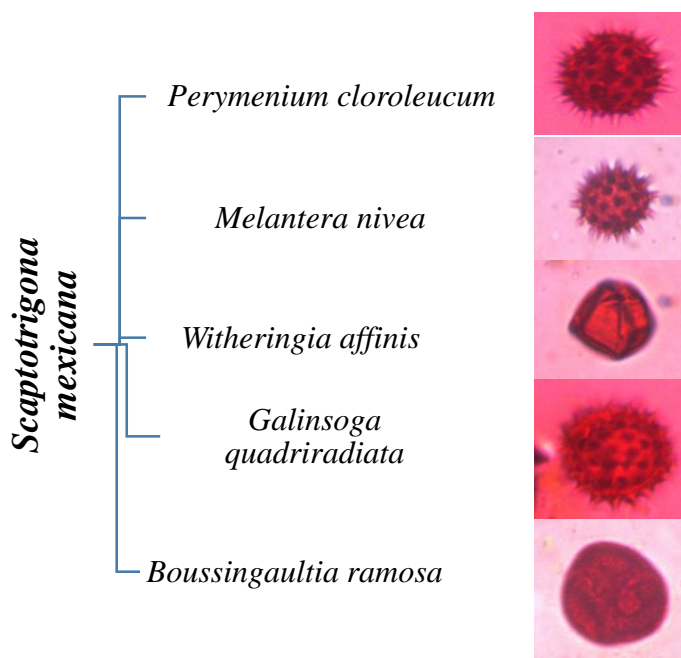 Scaptotrigona
mexicana
Perymenium cloroleucum
Melantera nivea
Witheringia affinis
Galinsoga
quadriradiata
Boussingaultia ramosa